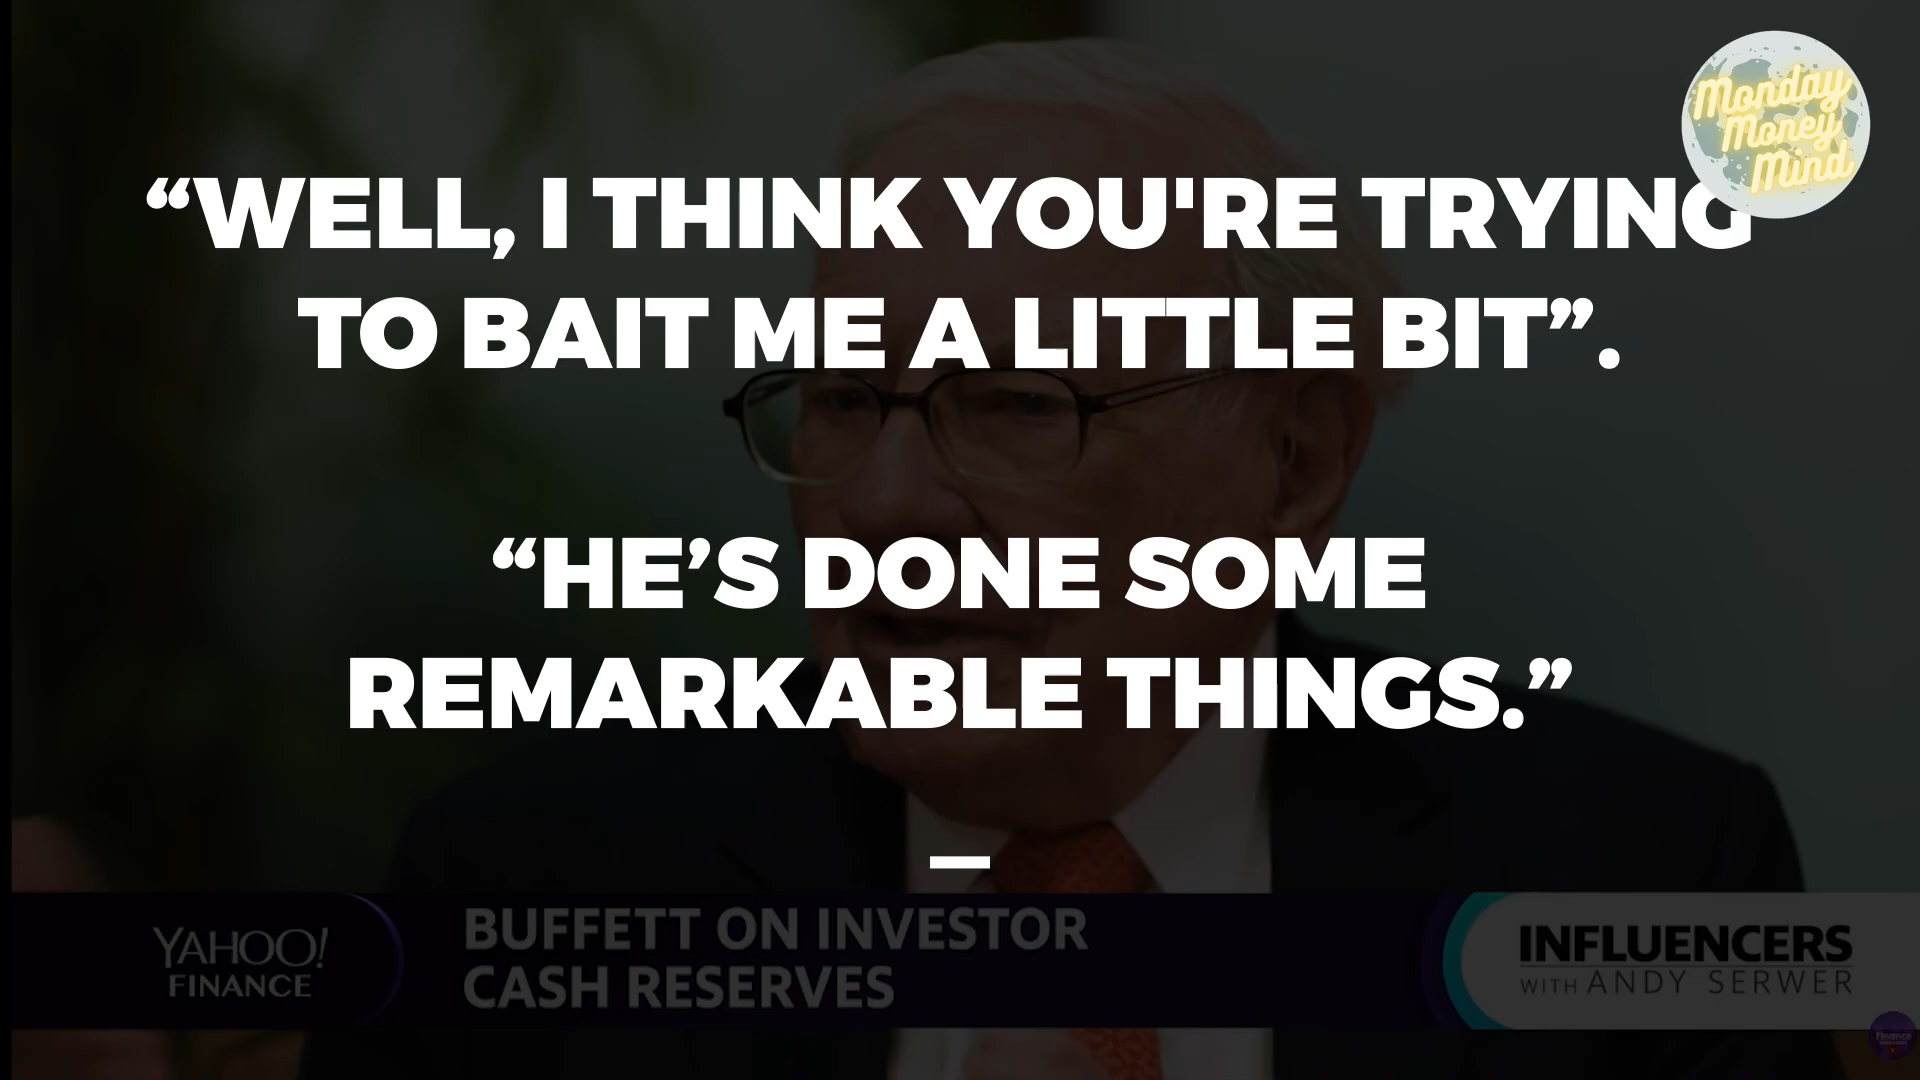 Monday
Money
Mind
“WELL, I THINK YOU'RE TRYING
TO BAIT ME A LITTLE BIT”.
“HE’S DONE SOME
REMARKABLE THINGS.”
YAHOO!
FINANCE
BUFFETT ON INVESTOR
CASH RESERVES
INFLUENCERS
WITH ANDY SERWER
Finance